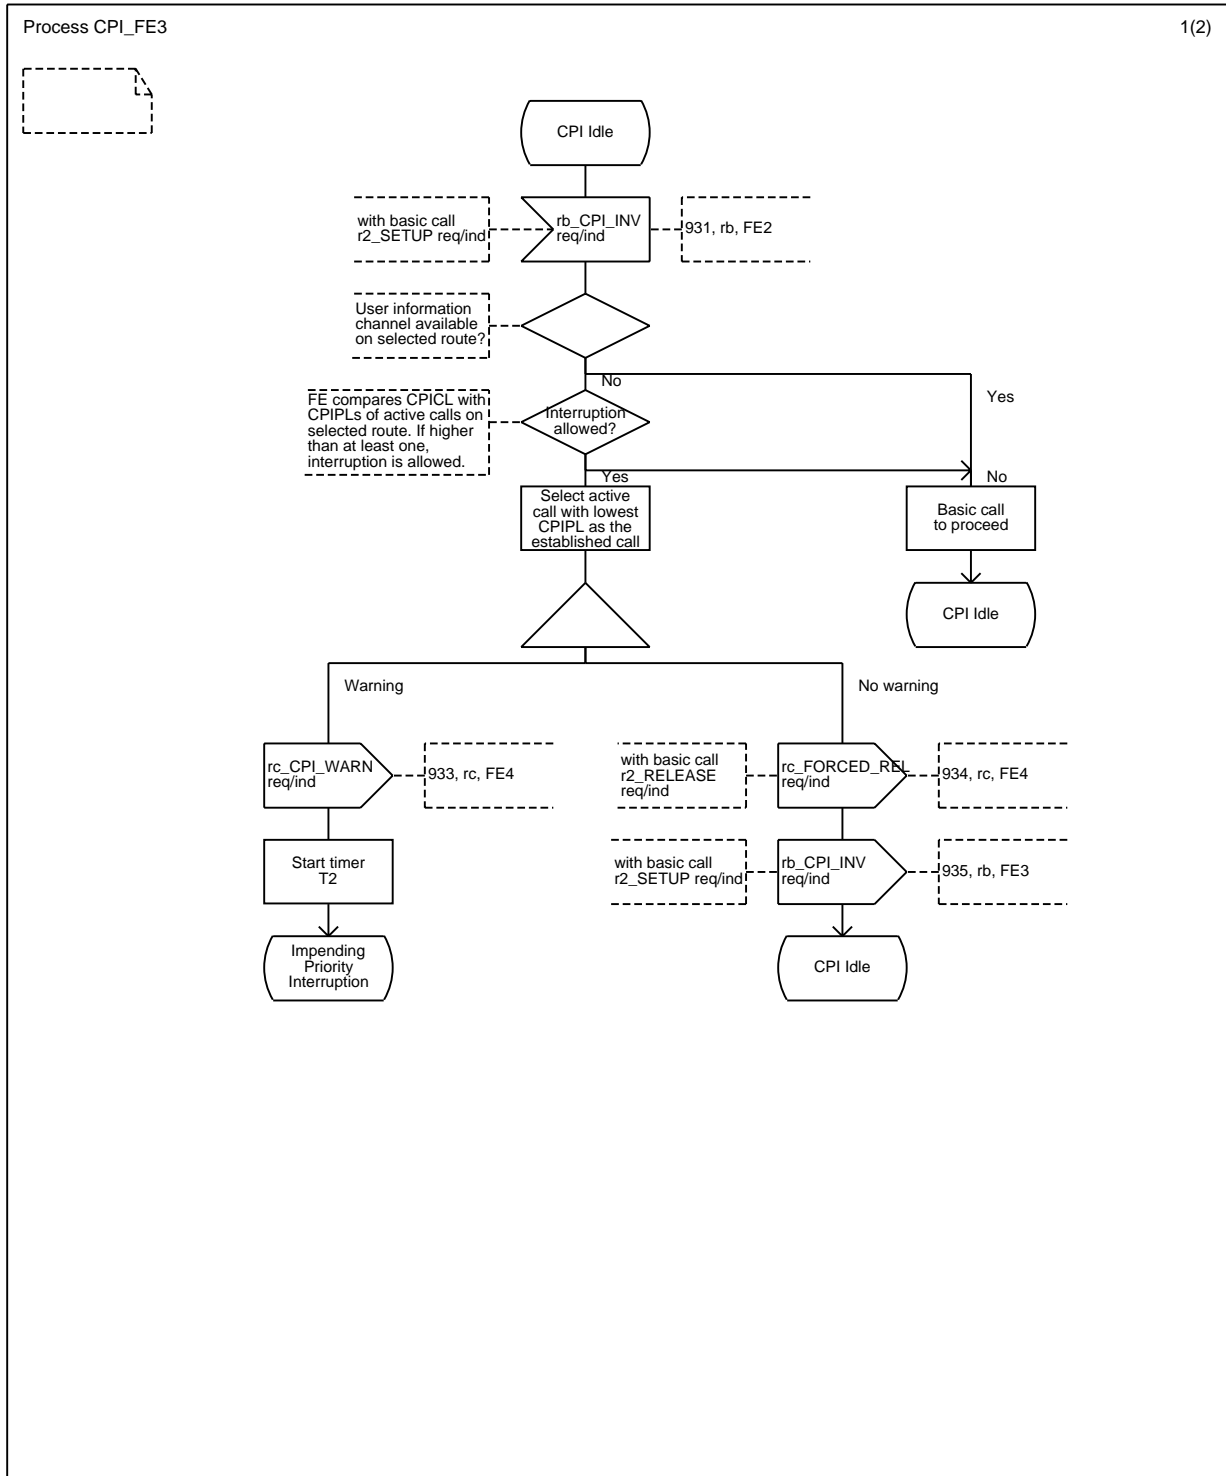 Process CPI_FE3
1(2)
CPI Idle
with basic call
r2_SETUP req/ind
rb_CPI_INV
req/ind
931, rb, FE2
User information
channel available
on selected route?
No
Yes
FE compares CPICL with
CPIPLs of active calls on
selected route. If higher
than at least one,
interruption is allowed.
Interruption
allowed?
Yes
No
Select active
call with lowest
CPIPL as the
established call
Basic call
to proceed
CPI Idle
Warning
No warning
rc_CPI_WARN
req/ind
933, rc, FE4
with basic call
r2_RELEASE
req/ind
rc_FORCED_REL
req/ind
934, rc, FE4
Start timer
T2
with basic call
r2_SETUP req/ind
rb_CPI_INV
req/ind
935, rb, FE3
Impending
Priority
Interruption
CPI Idle